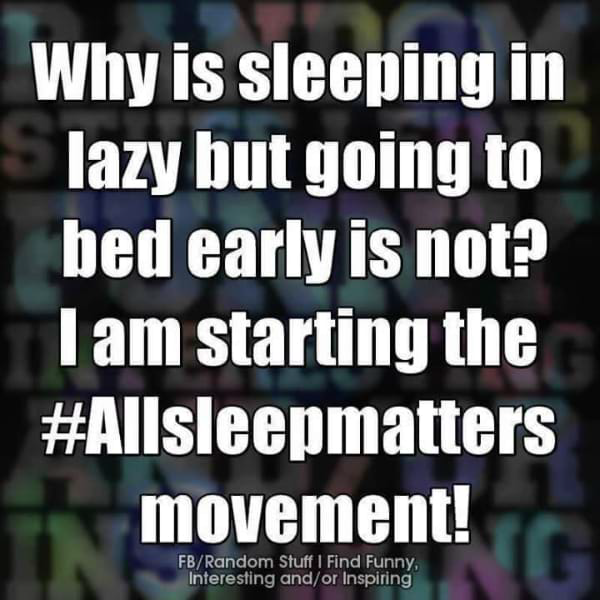 Why is sleeping in
lazy but going to
bed early is not?
I am starting the
#Allsleepmatters
movement!
FB/Random Stuff I Find Funny,
Interesting and/or Inspiring